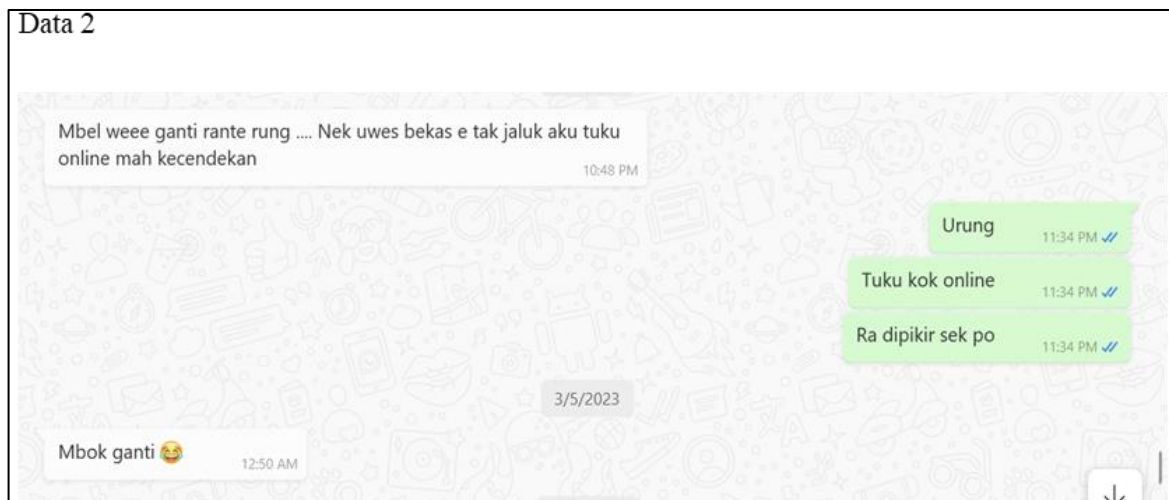 Data 2
Mbel weee ganti rante rung .... Nek uwes bekas e tak jaluk aku tuku
online mah kecendekan
10:48 PM
Urung
11:34 PM
Tuku kok online
11:34 PM
Ra dipikir sek po
11:34 PM
3/5/2023
Mbok ganti 😂
12:50 AM